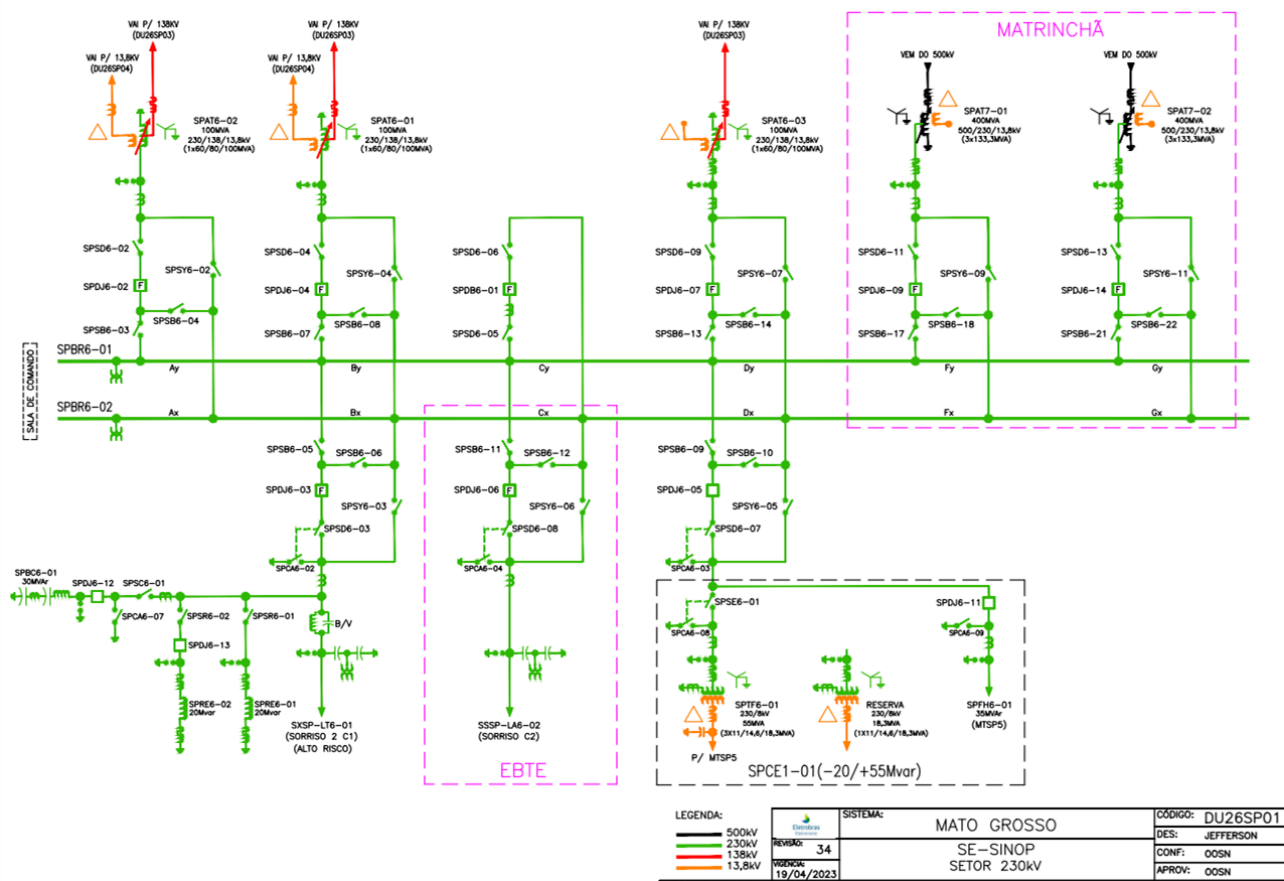 VAI P/ 138KV
(DU26SP03)
VAI P/ 138KV
(DU26SP03)
VAI P/ 138KV
(DU26SP03)
MATRINCHÃ
VAI P/ 13,8KV
(DU26SP04)
VAI P/ 13,8KV
(DU26SP04)
VEM DO 500kV
VEM DO 500kV
SPAT6-02
100MVA
230/138/13,8kV
(1x60/80/100MVA)
SPAT6-01
100MVA
230/138/13,8kV
(1x60/80/100MVA)
SPAT6-03
100MVA
230/138/13,8kV
(1x60/80/100MVA)
SPAT7-01
400MVA
500/230/13,8kV
(3x133,3MVA)
SPAT7-02
400MVA
500/230/13,8kV
(3x133,3MVA)
SPSD6-02
SPSY6-02
SPDJ6-02
F
SPSB6-04
SPSB6-03
SPSD6-04
SPSY6-04
SPDJ6-04
F
SPSB6-08
SPSB6-07
SPSD6-06
SPDB6-01
F
SPSD6-05
SPSD6-09
SPSY6-07
SPDJ6-07
F
SPSB6-14
SPSB6-13
SPSD6-11
SPSY6-09
SPDJ6-09
F
SPSB6-18
SPSB6-17
SPSD6-13
SPSY6-11
SPDJ6-14
F
SPSB6-22
SPSB6-21
SALA DE COMANDO
SPBR6-01
Ay
By
Cy
Dy
Fy
Gy
SPBR6-02
Ax
Bx
Cx
Dx
Fx
Gx
SPSB6-05
SPSB6-06
SPDJ6-03
F
SPSY6-03
SPSD6-03
SPCA6-02
SPSB6-11
SPSB6-12
SPDJ6-06
F
SPSY6-06
SPSD6-08
SPCA6-04
SPSB6-09
SPSB6-10
SPDJ6-05
SPSY6-05
SPSD6-07
SPCA6-03
SPBC6-01
30MVAr
SPDJ6-12
SPSC6-01
SPCA6-07
SPSR6-02
SPSR6-01
SPDJ6-13
B/V
SPRE6-02
20Mvar
SPRE6-01
20Mvar
SXSP-LT6-01
(SORRISO 2 C1)
(ALTO RISCO)
SSSP-LA6-02
(SORRISO C2)
EBTE
SPSE6-01
SPCA6-08
SPDJ6-11
SPCA6-09
SPTF6-01
230/8kV
55MVA
(3X11/14,6/18,3MVA)
P/ MTSP5
RESERVA
230/8kV
18,3MVA
(1X11/14,6/18,3MVA)
SPFH6-01
35MVAr
(MTSP5)
SPCE1-01(-20/+55Mvar)
LEGENDA:
500kV
230kV
138kV
13,8kV
Eletrobras
REVISÃO: 34
VIGÊNCIA:
19/04/2023
SISTEMA:
MATO GROSSO
SE-SINOP
SETOR 230kV
CÓDIGO: DU26SP01
DES: JEFFERSON
CONF: OOSN
APROV: OOSN